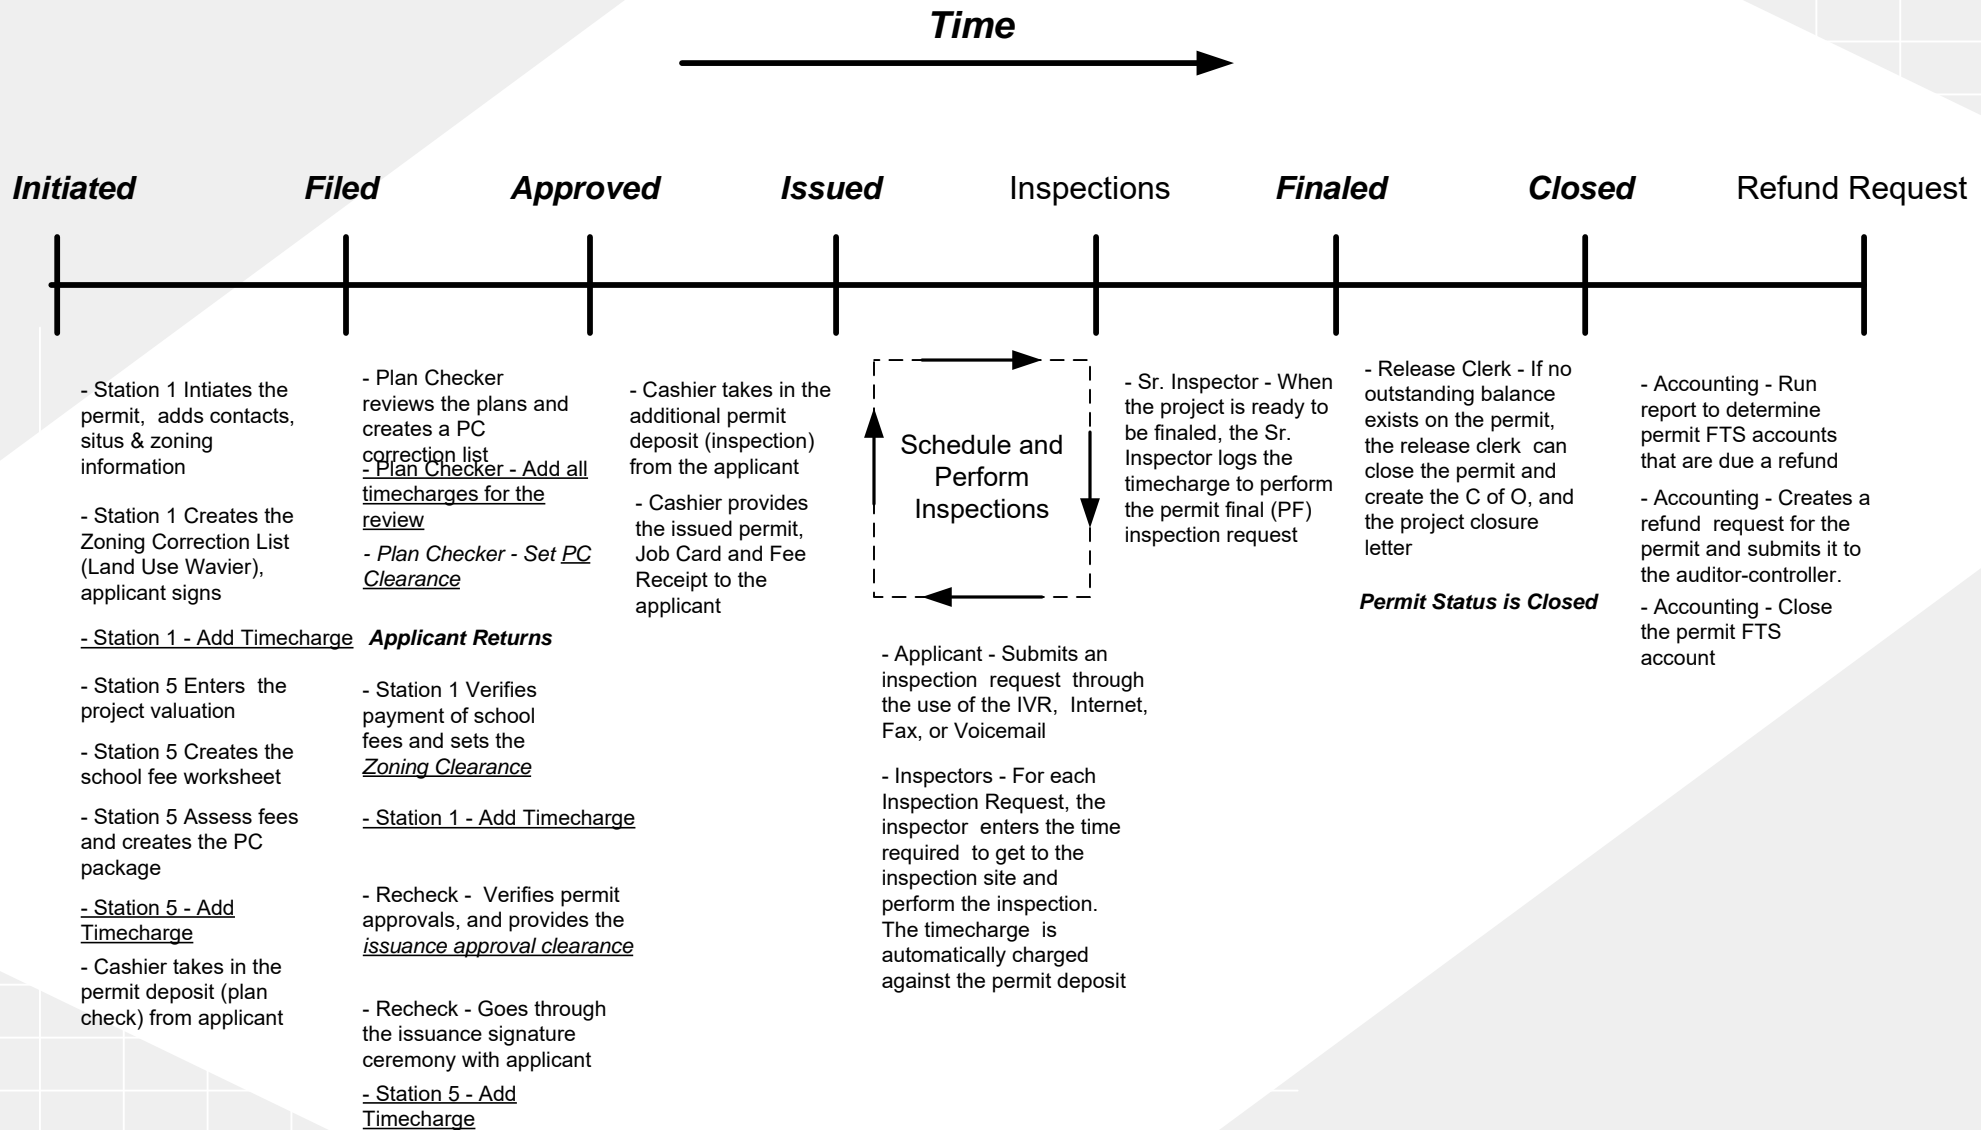 Time
Initiated
Filed
Approved
Issued
Inspections
Finaled
Closed
Refund Request
- Station 1 Intiates the
permit, adds contacts,
situs & zoning
information
- Station 1 Creates the
Zoning Correction List
(Land Use Wavier),
applicant signs
- Station 1 - Add Timecharge
- Station 5 Enters the
project valuation
- Station 5 Creates the
school fee worksheet
- Station 5 Assess fees
and creates the PC
package
- Station 5 - Add
Timecharge
- Cashier takes in the
permit deposit (plan
check) from applicant
- Plan Checker
reviews the plans and
creates a PC
correction list
- Plan Checker - Add all
timecharges for the
review
- Plan Checker - Set PC
Clearance
Applicant Returns
- Station 1 Verifies
payment of school
fees and sets the
Zoning Clearance
- Station 1 - Add Timecharge
- Recheck - Verifies permit
approvals, and provides the
issuance approval clearance
- Recheck - Goes through
the issuance signature
ceremony with applicant
- Station 5 - Add
Timecharge
- Cashier takes in the
additional permit
deposit (inspection)
from the applicant
- Cashier provides
the issued permit,
Job Card and Fee
Receipt to the
applicant
Schedule and
Perform
Inspections
- Applicant - Submits an
inspection request through
the use of the IVR, Internet,
Fax, or Voicemail
- Inspectors - For each
Inspection Request, the
inspector enters the time
required to get to the
inspection site and
perform the inspection.
The timecharge is
automatically charged
against the permit deposit
- Sr. Inspector - When
the project is ready to
be finaled, the Sr.
Inspector logs the
timecharge to perform
the permit final (PF)
inspection request
- Release Clerk - If no
outstanding balance
exists on the permit,
the release clerk can
close the permit and
create the C of O, and
the project closure
letter
Permit Status is Closed
- Accounting - Run
report to determine
permit FTS accounts
that are due a refund
- Accounting - Creates a
refund request for the
permit and submits it to
the auditor-controller.
- Accounting - Close
the permit FTS
account